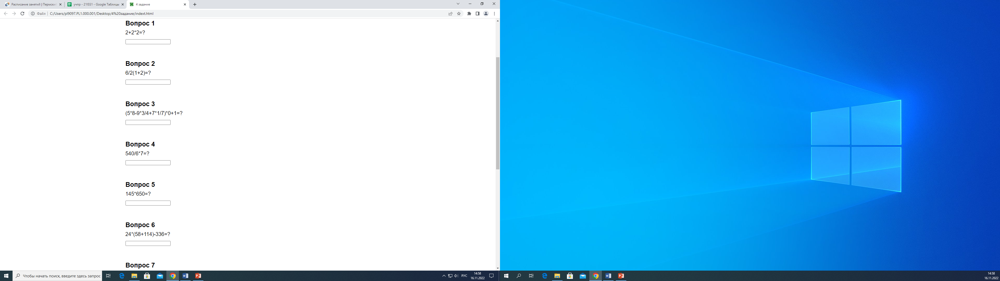 Расписание занятий | Пермский
учпр - 21ISS1 - Google Таблицы
4 задание
Файл
C:/Users/pl9097.PL1.000.001/Desktop/4%20задание/indext.html
Вопрос 1
2+2*2=?
Вопрос 2
6/2(1+2)=?
Вопрос 3
(5*8-9*3/4+7*1/7)*0+1=?
Вопрос 4
540/6*7=?
Вопрос 5
145*650=?
Вопрос 6
24*(58+114)-336=?
Вопрос 7
Чтобы начать поиск, введите здесь запрос
РУС
14:58
16.11.2022
14:58
16.11.2022